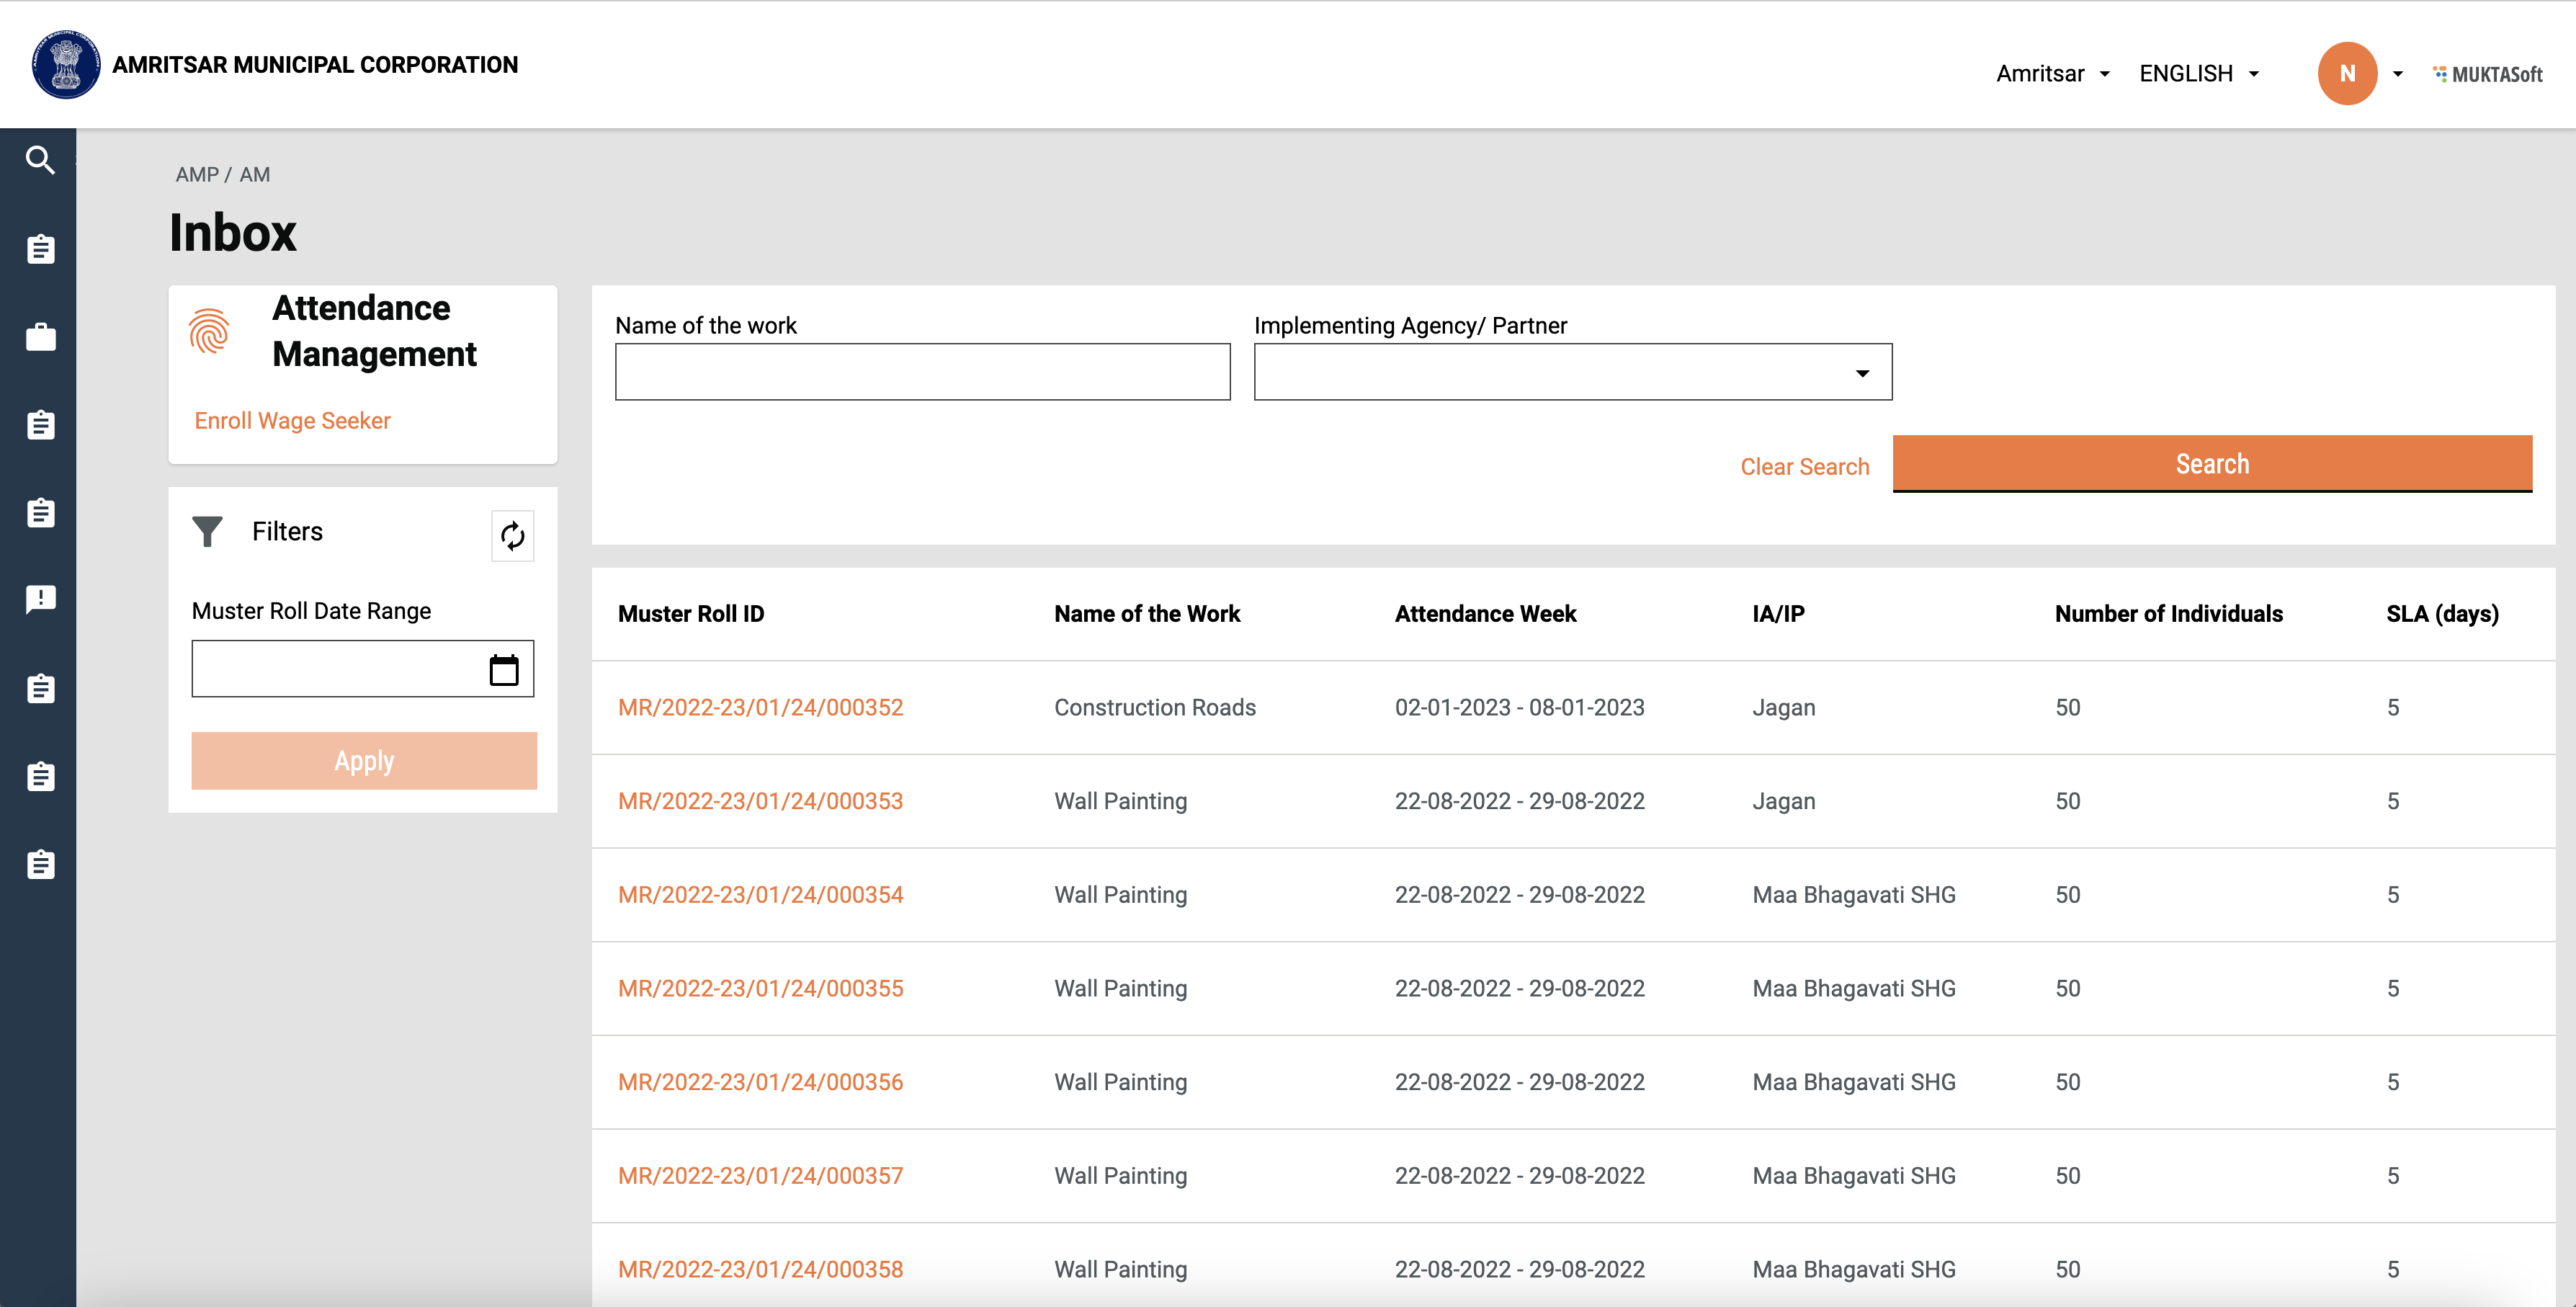 AMRITSAR MUNICIPAL CORPORATION
Amritsar
ENGLISH
N
MUKTASoft
AMP / AM
Inbox
Attendance
Management
Enroll Wage Seeker
Filters
Muster Roll Date Range
Apply
Name of the work
Implementing Agency/ Partner
Clear Search
Search
Muster Roll ID Name of the Work Attendance Week IA/IP Number of Individuals SLA (days)
MR/2022-23/01/24/000352 Construction Roads 02-01-2023 - 08-01-2023 Jagan 50 5
MR/2022-23/01/24/000353 Wall Painting 22-08-2022 - 29-08-2022 Jagan 50 5
MR/2022-23/01/24/000354 Wall Painting 22-08-2022 - 29-08-2022 Maa Bhagavati SHG 50 5
MR/2022-23/01/24/000355 Wall Painting 22-08-2022 - 29-08-2022 Maa Bhagavati SHG 50 5
MR/2022-23/01/24/000356 Wall Painting 22-08-2022 - 29-08-2022 Maa Bhagavati SHG 50 5
MR/2022-23/01/24/000357 Wall Painting 22-08-2022 - 29-08-2022 Maa Bhagavati SHG 50 5
MR/2022-23/01/24/000358 Wall Painting 22-08-2022 - 29-08-2022 Maa Bhagavati SHG 50 5